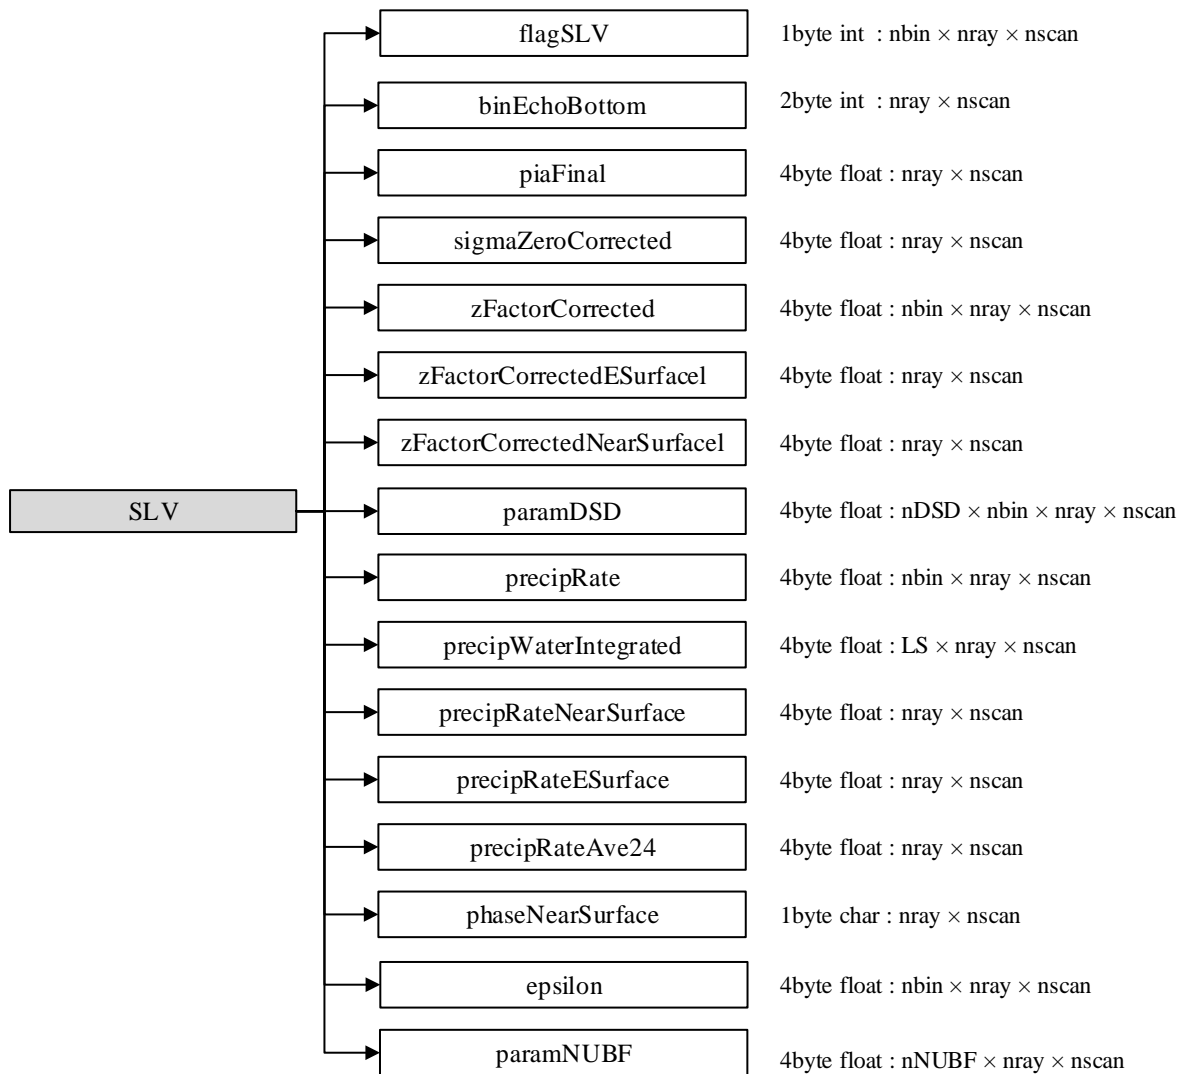 flagSLV 1byte int : nbin × nray × nscan
binEchoBottom 2byte int : nray × nscan
piaFinal 4byte float : nray × nscan
sigmaZeroCorrected 4byte float : nray × nscan
zFactorCorrected 4byte float : nbin × nray × nscan
zFactorCorrectedESurfacel 4byte float : nray × nscan
zFactorCorrectedNearSurfacel 4byte float : nray × nscan
SLV paramDSD 4byte float : nDSD × nbin × nray × nscan
precipRate 4byte float : nbin × nray × nscan
precipWaterIntegrated 4byte float : LS × nray × nscan
precipRateNearSurface 4byte float : nray × nscan
precipRateESurface 4byte float : nray × nscan
precipRateAve24 4byte float : nray × nscan
phaseNearSurface 1byte char : nray × nscan
epsilon 4byte float : nbin × nray × nscan
paramNUBF 4byte float : nNUBF × nray × nscan